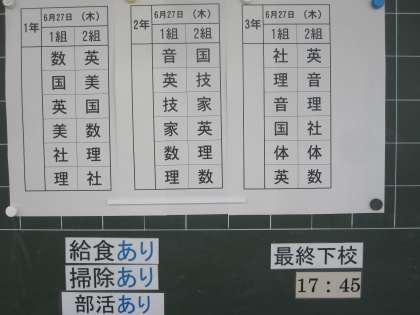 1年 6月27日 (木)
1組 2組
数 英
国 美
英 国
美 数
社 理
理 社
2年 6月27日 (木)
1組 2組
音 国
英 技
技 家
家 英
数 理
理 数
3年 6月27日 (木)
1組 2組
社 英
理 音
音 理
国 社
体 体
英 数
給食あり
掃除あり
部活あり
最終下校
17:45